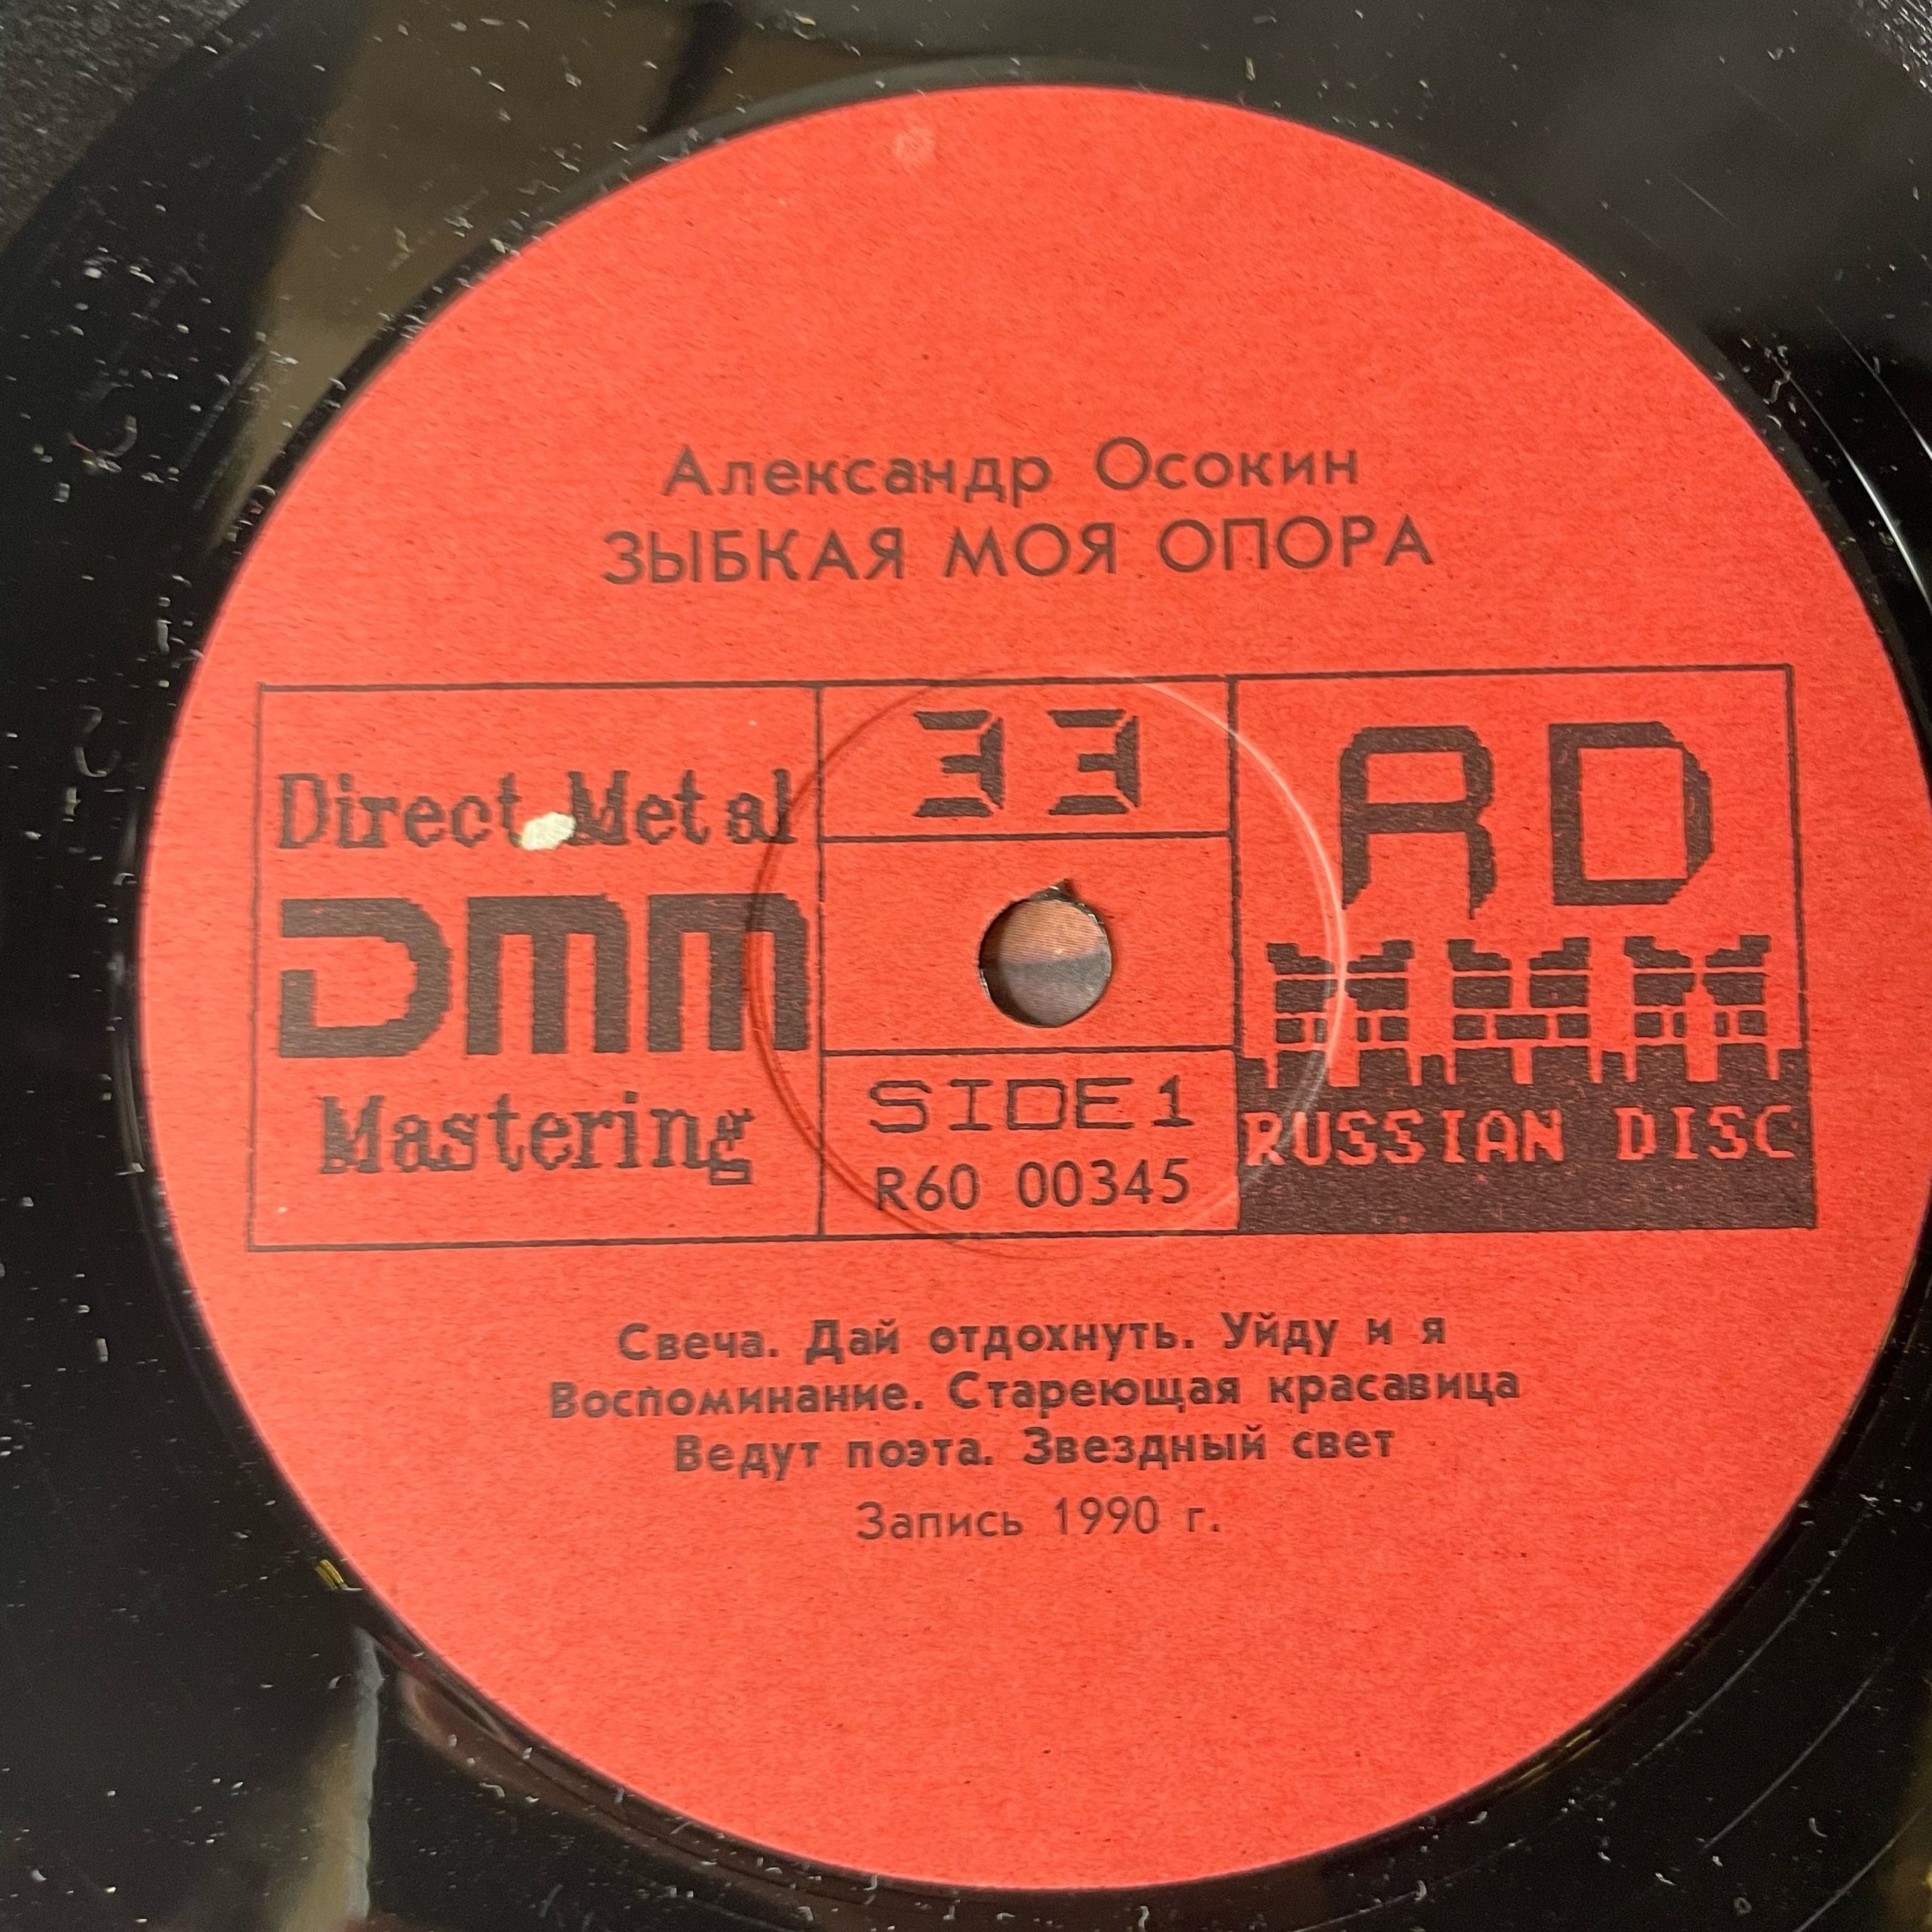 Александр Осокин
ЗЫБКАЯ МОЯ ОПОРА
Direct Metal
DMM
Mastering
33
SIDE 1
R60 00345
RD
RUSSIAN DISC
Свеча. Дай отдохнуть. Уйду и я
Воспоминание. Стареющая красавица
Ведут поэта. Звездный свет
Запись 1990 г.